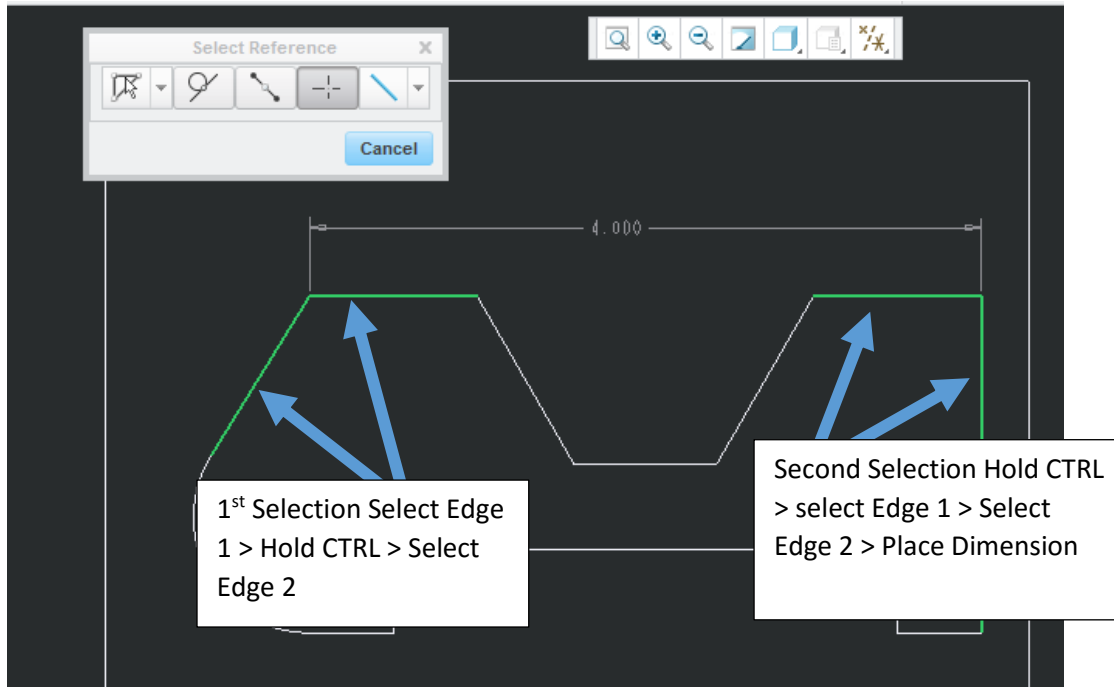 Select Reference X
Cancel
4.000
1st Selection Select Edge
1 > Hold CTRL > Select
Edge 2
Second Selection Hold CTRL
> select Edge 1 > Select
Edge 2 > Place Dimension